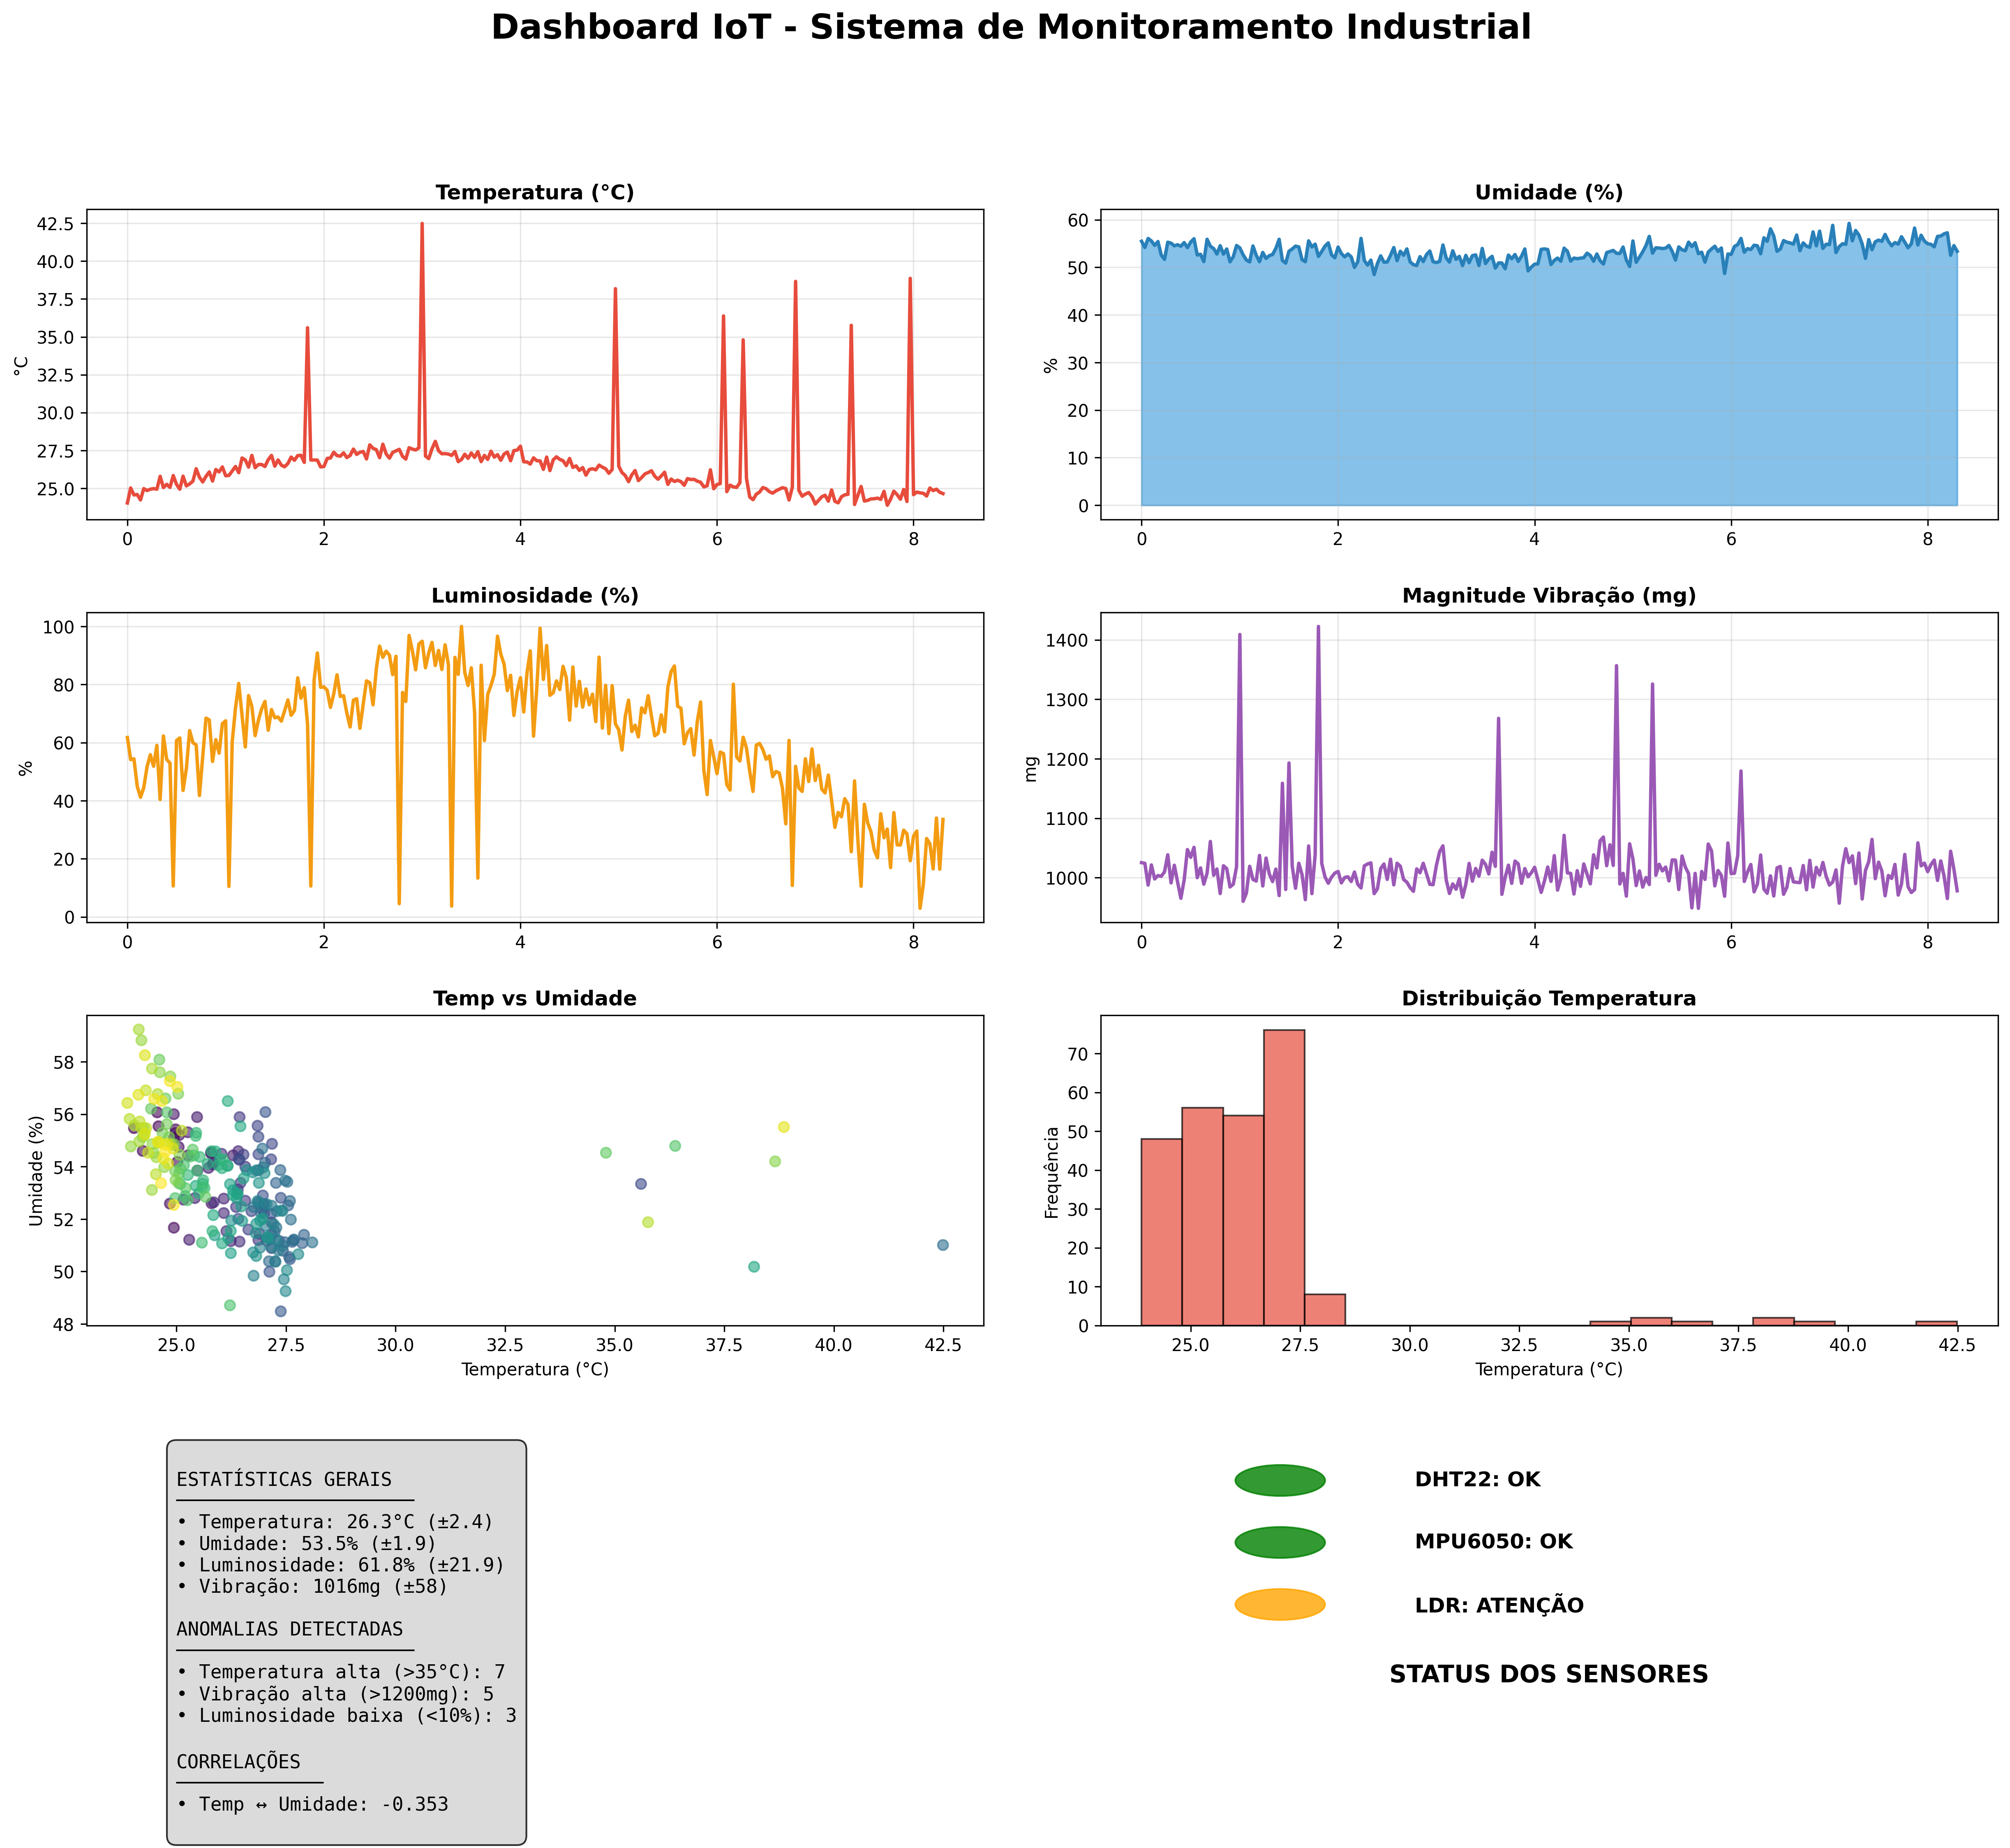 Dashboard IoT - Sistema de Monitoramento Industrial
Temperatura (°C)
°C
42.5
40.0
37.5
35.0
32.5
30.0
27.5
25.0
0 2 4 6 8
Umidade (%)
%
60
50
40
30
20
10
0
0 2 4 6 8
Luminosidade (%)
%
100
80
60
40
20
0
0 2 4 6 8
Magnitude Vibração (mg)
mg
1400
1300
1200
1100
1000
0 2 4 6 8
Temp vs Umidade
Umidade (%)
58
56
54
52
50
48
25.0 27.5 30.0 32.5 35.0 37.5 40.0 42.5
Temperatura (°C)
Distribuição Temperatura
Frequência
70
60
50
40
30
20
10
0
25.0 27.5 30.0 32.5 35.0 37.5 40.0 42.5
Temperatura (°C)
ESTATÍSTICAS GERAIS
• Temperatura: 26.3°C (±2.4)
• Umidade: 53.5% (±1.9)
• Luminosidade: 61.8% (±21.9)
• Vibração: 1016mg (±58)
ANOMALIAS DETECTADAS
• Temperatura alta (>35°C): 7
• Vibração alta (>1200mg): 5
• Luminosidade baixa (<10%): 3
CORRELAÇÕES
• Temp ↔ Umidade: -0.353
DHT22: OK
MPU6050: OK
LDR: ATENÇÃO
STATUS DOS SENSORES